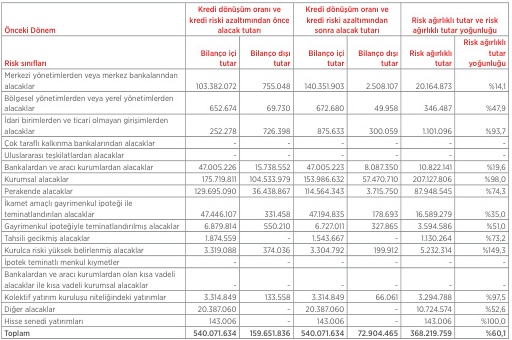 Önceki Dönem
Kredi dönüşüm oranı ve kredi riski azaltımından önce alacak tutarı
Kredi dönüşüm oranı ve kredi riski azaltımından sonra alacak tutarı
Risk ağırlıklı tutar ve risk ağırlıklı tutar yoğunluğu
Risk sınıfları Bilanço içi tutar Bilanço dışı tutar Bilanço içi tutar Bilanço dışı tutar Risk ağırlıklı tutar Risk ağırlıklı tutar yoğunluğu
Merkezi yönetimlerden veya merkez bankalarından
alacaklar 103.382.072 755.048 140.351.903 2.508.107 20.164.873 %14,1
Bölgesel yönetimlerden veya yerel yönetimlerden
alacaklar 652.674 69.730 672.680 49.958 346.487 %47,9
İdari birimlerden ve ticari olmayan girişimlerden
alacaklar 252.278 726.398 875.633 300.059 1.101.096 %93,7
Çok taraflı kalkınma bankalarından alacaklar - - - - - -
Uluslararası teşkilatlardan alacaklar - - - - - -
Bankalardan ve aracı kurumlardan alacaklar 47.005.226 15.738.552 47.005.223 8.087.350 10.822.141 %19,6
Kurumsal alacaklar 175.719.811 104.533.979 153.986.632 57.470.710 207.127.806 %98,0
Perakende alacaklar 129.695.090 36.438.867 114.564.343 3.715.750 87.948.545 %74,3
İkamet amaçlı gayrimenkul ipoteği ile
teminatlandırılan alacaklar 47.446.107 331.458 47.194.835 178.693 16.589.279 %35,0
Gayrimenkul ipoteğiyle teminatlandırılmış alacaklar 6.879.814 550.210 6.727.011 327.865 3.594.586 %51,0
Tahsili gecikmiş alacaklar 1.874.559 - 1.543.667 - 1.130.264 %73,2
Kurulca riski yüksek belirlenmiş alacaklar 3.319.088 374.036 3.304.792 199.912 5.232.314 %149,3
İpotek teminatlı menkul kıymetler - - - - - -
Bankalardan ve aracı kurumlardan olan kısa vadeli
alacaklar ile kısa vadeli kurumsal alacaklar - - - - - -
Kolektif yatırım kuruluşu niteliğindeki yatırımlar 3.314.849 133.558 3.314.849 66.061 3.294.788 %97,5
Diğer alacaklar 20.387.060 - 20.387.060 - 10.724.574 %52,6
Hisse senedi yatırımları 143.006 - 143.006 - 143.006 %100,0
Toplam 540.071.634 159.651.836 540.071.634 72.904.465 368.219.759 %60,1